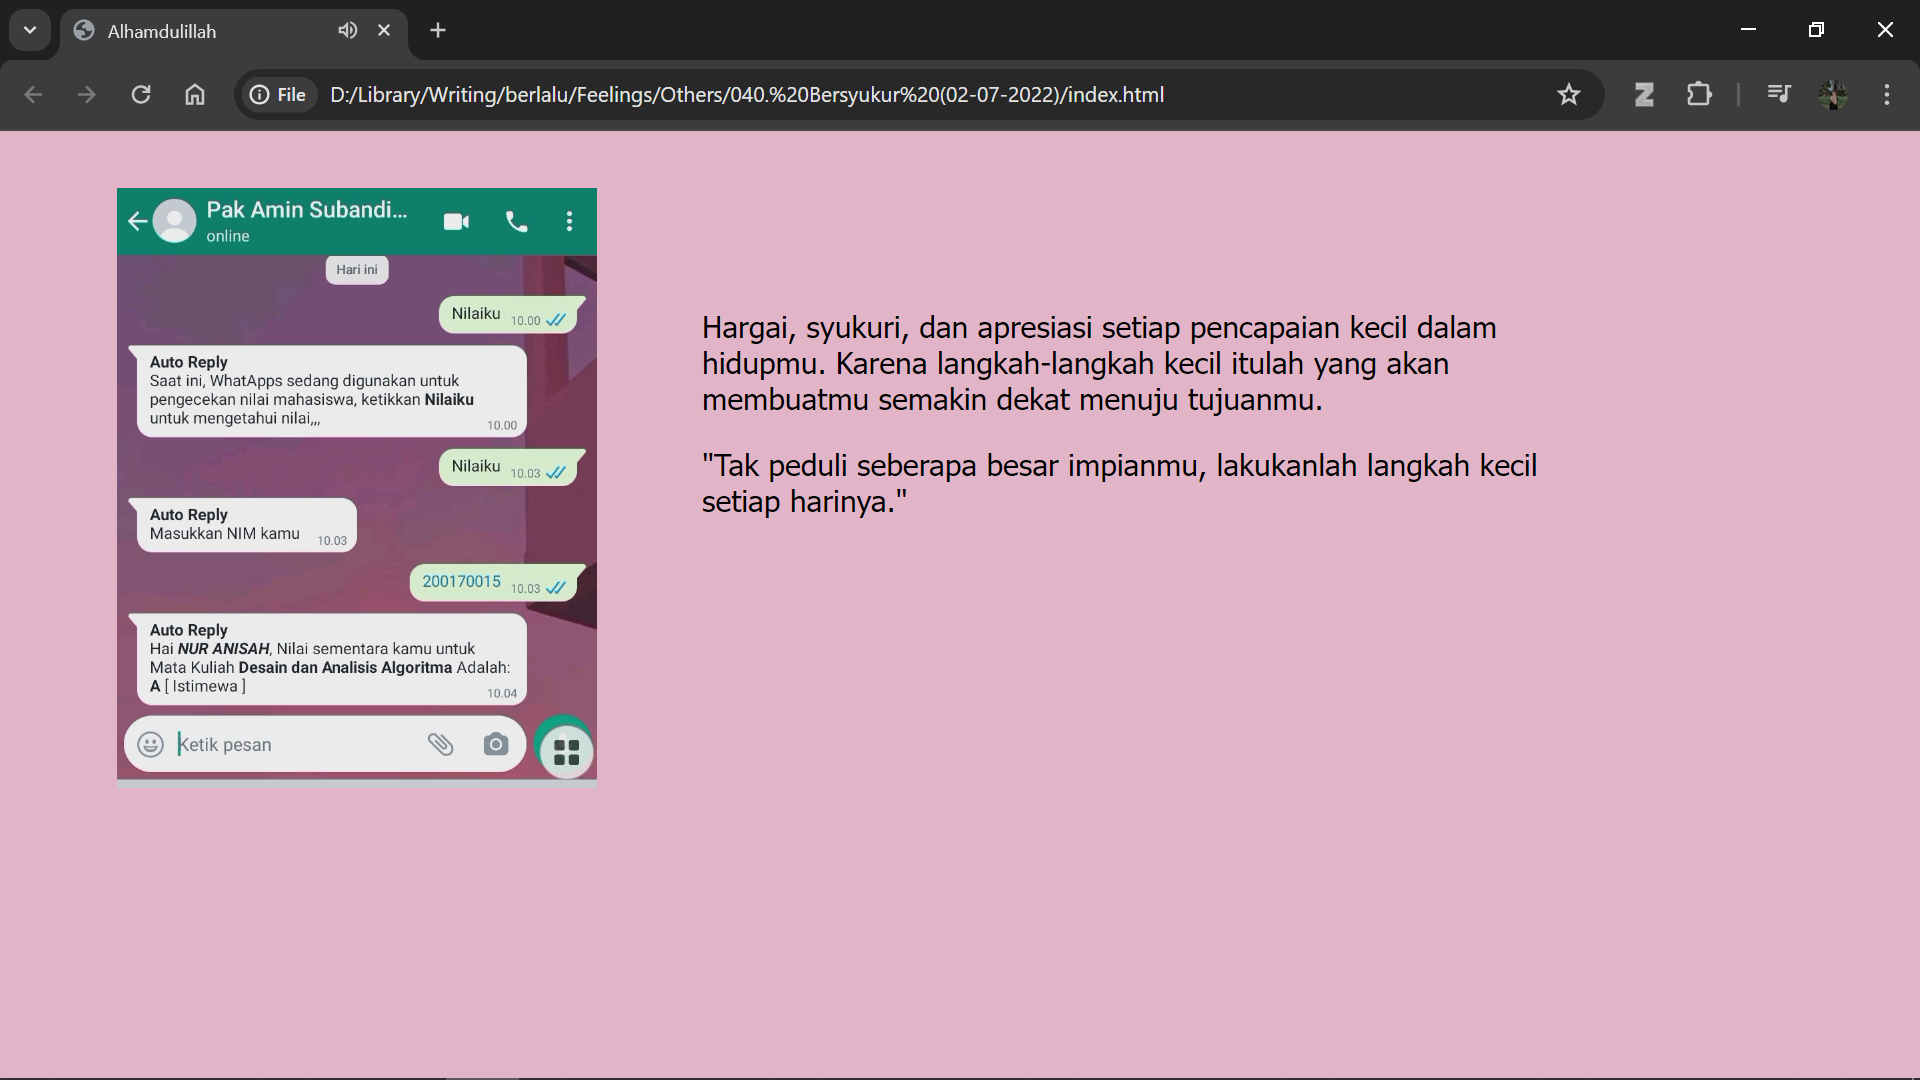 Alhamdulillah
File
D:/Library/Writing/berlalu/Feelings/Others/040.%20Bersyukur%20(02-07-2022)/index.html
Z
Pak Amin Subandi...
online
Hari ini
Nilaiku 10.00
Auto Reply
Saat ini, WhatApps sedang digunakan untuk
pengecekan nilai mahasiswa, ketikkan Nilaiku
untuk mengetahui nilai,,,
10.00
Nilaiku 10.03
Auto Reply
Masukkan NIM kamu 10.03
200170015 10.03
Auto Reply
Hai NUR ANISAH, Nilai sementara kamu untuk
Mata Kuliah Desain dan Analisis Algoritma Adalah:
A [ Istimewa ]
10.04
Ketik pesan
Hargai, syukuri, dan apresiasi setiap pencapaian kecil dalam
hidupmu. Karena langkah-langkah kecil itulah yang akan
membuatmu semakin dekat menuju tujuanmu.
"Tak peduli seberapa besar impianmu, lakukanlah langkah kecil
setiap harinya."